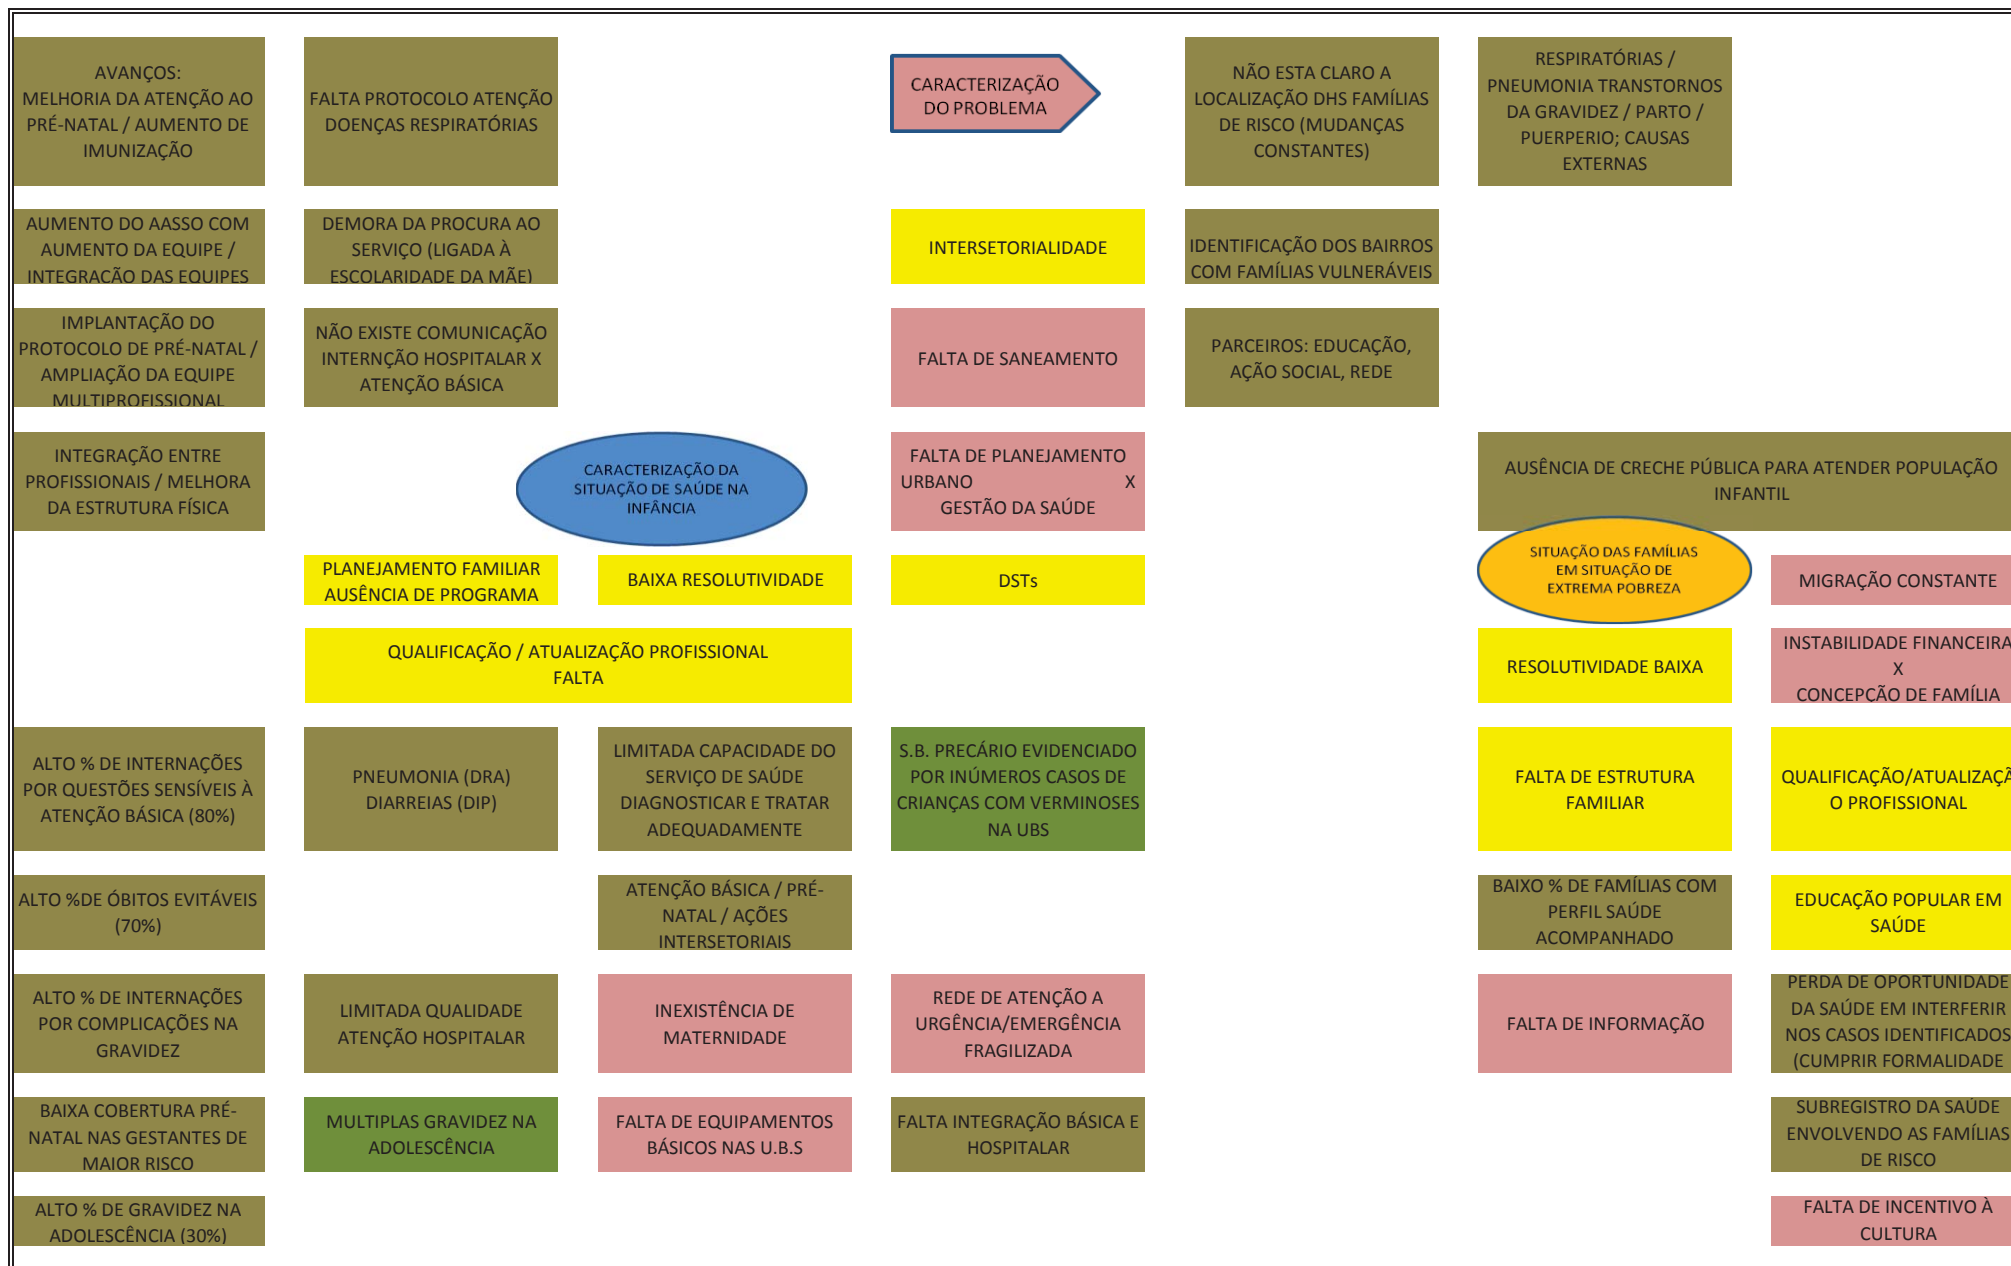 AVANÇOS:
MELHORIA DA ATENÇÃO AO
PRÉ-NATAL / AUMENTO DE
IMUNIZAÇÃO
FALTA PROTOCOLO ATENÇÃO
DOENÇAS RESPIRATÓRIAS
CARACTERIZAÇÃO
DO PROBLEMA
NÃO ESTA CLARO A
LOCALIZAÇÃO DHS FAMÍLIAS
DE RISCO (MUDANÇAS
CONSTANTES)
RESPIRATÓRIAS /
PNEUMONIA TRANSTORNOS
DA GRAVIDEZ / PARTO /
PUERPERIO; CAUSAS
EXTERNAS
AUMENTO DO AASSO COM
AUMENTO DA EQUIPE /
INTEGRACÃO DAS EQUIPES
DEMORA DA PROCURA AO
SERVIÇO (LIGADA À
ESCOLARIDADE DA MÃE)
INTERSETORIALIDADE
IDENTIFICAÇÃO DOS BAIRROS
COM FAMÍLIAS VULNERÁVEIS
IMPLANTAÇÃO DO
PROTOCOLO DE PRÉ-NATAL /
AMPLIAÇÃO DA EQUIPE
MULTIPROFISSIONAL
NÃO EXISTE COMUNICAÇÃO
INTERNÇÃO HOSPITALAR X
ATENÇÃO BÁSICA
FALTA DE SANEAMENTO
PARCEIROS: EDUCAÇÃO,
AÇÃO SOCIAL, REDE
INTEGRAÇÃO ENTRE
PROFISSIONAIS / MELHORA
DA ESTRUTURA FÍSICA
CARACTERIZAÇÃO DA
SITUAÇÃO DE SAÚDE NA
INFÂNCIA
FALTA DE PLANEJAMENTO
URBANO X
GESTÃO DA SAÚDE
AUSÊNCIA DE CRECHE PÚBLICA PARA ATENDER POPULAÇÃO
INFANTIL
PLANEJAMENTO FAMILIAR
AUSÊNCIA DE PROGRAMA
BAIXA RESOLUTIVIDADE
DSTs
SITUAÇÃO DAS FAMÍLIAS
EM SITUAÇÃO DE
EXTREMA POBREZA
MIGRAÇÃO CONSTANTE
QUALIFICAÇÃO / ATUALIZAÇÃO PROFISSIONAL
FALTA
RESOLUTIVIDADE BAIXA
INSTABILIDADE FINANCEIRA
X
CONCEPÇÃO DE FAMÍLIA
ALTO % DE INTERNAÇÕES
POR QUESTÕES SENSÍVEIS À
ATENÇÃO BÁSICA (80%)
PNEUMONIA (DRA)
DIARREIAS (DIP)
LIMITADA CAPACIDADE DO
SERVIÇO DE SAÚDE
DIAGNOSTICAR E TRATAR
ADEQUADAMENTE
S.B. PRECÁRIO EVIDENCIADO
POR INÚMEROS CASOS DE
CRIANÇAS COM VERMINOSES
NA UBS
FALTA DE ESTRUTURA
FAMILIAR
QUALIFICAÇÃO/ATUALIZAÇÃ
O PROFISSIONAL
ALTO %DE ÓBITOS EVITÁVEIS
(70%)
ATENÇÃO BÁSICA / PRÉ-
NATAL / AÇÕES
INTERSETORIAIS
BAIXO % DE FAMÍLIAS COM
PERFIL SAÚDE
ACOMPANHADO
EDUCAÇÃO POPULAR EM
SAÚDE
ALTO % DE INTERNAÇÕES
POR COMPLICAÇÕES NA
GRAVIDEZ
LIMITADA QUALIDADE
ATENÇÃO HOSPITALAR
INEXISTÊNCIA DE
MATERNIDADE
REDE DE ATENÇÃO A
URGÊNCIA/EMERGÊNCIA
FRAGILIZADA
FALTA DE INFORMAÇÃO
PERDA DE OPORTUNIDADE
DA SAÚDE EM INTERFERIR
NOS CASOS IDENTIFICADOS
(CUMPRIR FORMALIDADE
BAIXA COBERTURA PRÉ-
NATAL NAS GESTANTES DE
MAIOR RISCO
MULTIPLAS GRAVIDEZ NA
ADOLESCÊNCIA
FALTA DE EQUIPAMENTOS
BÁSICOS NAS U.B.S
FALTA INTEGRAÇÃO BÁSICA E
HOSPITALAR
SUBREGISTRO DA SAÚDE
ENVOLVENDO AS FAMÍLIAS
DE RISCO
ALTO % DE GRAVIDEZ NA
ADOLESCÊNCIA (30%)
FALTA DE INCENTIVO À
CULTURA